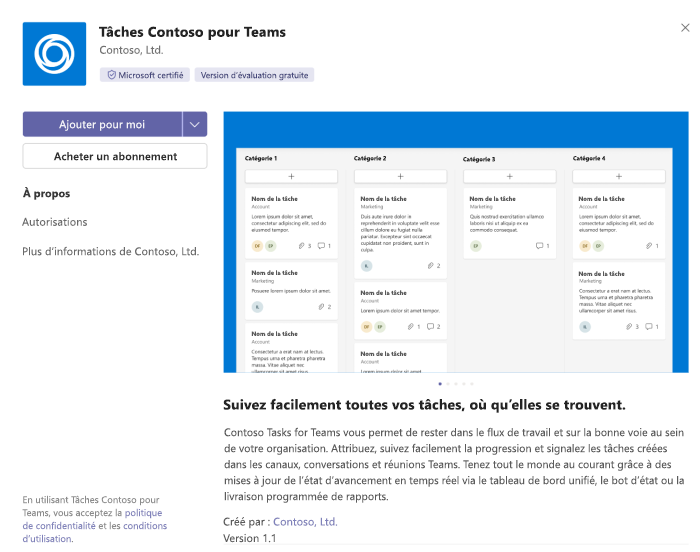 Tâches Contoso pour Teams
Contoso, Ltd.
Microsoft certifié
Version d'évaluation gratuite
Ajouter pour moi
Acheter un abonnement
À propos
Autorisations
Plus d'informations de Contoso, Ltd.
En utilisant Tâches Contoso pour
Teams, vous acceptez la politique
de confidentialité et les conditions
d'utilisation.
Catégorie 1
+
Nom de la tâche
Account
Lorem ipsum dolor sit amet,
consectetur adipiscing elit, sed do
eiusmod tempor.
DF EP 3 1
Nom de la tâche
Marketing
Posuere lorem ipsum dolor sit amet.
IL 2
Nom de la tâche
Account
Consectetur a erat nam at lectus.
Tempus urna et pharetra pharetra
massa. Vitae aliquet nec
ullamcorper sit amet risus.
Catégorie 2
+
Nom de la tâche
Marketing
Duis aute irure dolor in
reprehenderit in voluptate velit esse
cillum dolore eu fugiat nulla
pariatur. Excepteur sint occaecat
cupidatat non proident, sunt in
culpa.
IL 2
Nom de la tâche
Account
Lorem ipsum dolor sit amet tempor.
DF EP 1 2
Nom de la tâche
Account
Lorem ipsum dolor sit amet,
Catégorie 3
+
Nom de la tâche
Marketing
Quis nostrud exercitation ullamco
laboris nisi ut aliquip ex ea
commodo consequat.
EP 1
Catégorie 4
+
Nom de la tâche
Account
Lorem ipsum dolor sit amet,
consectetur adipiscing elit, sed do
eiusmod tempor.
DF EP 1
Nom de la tâche
Marketing
Consectetur a erat nam at lectus.
Tempus urna et pharetra pharetra
massa. Vitae aliquet nec
ullamcorper sit amet risus.
IL 3 1
Suivez facilement toutes vos tâches, où qu'elles se trouvent.
Contoso Tasks for Teams vous permet de rester dans le flux de travail et sur la bonne voie au sein
de votre organisation. Attribuez, suivez facilement la progression et signalez les tâches créées
dans les canaux, conversations et réunions Teams. Tenez tout le monde au courant grâce à des
mises à jour de l'état d'avancement en temps réel via le tableau de bord unifié, le bot d'état ou la
livraison programmée de rapports.
Créé par : Contoso, Ltd.
Version 1.1